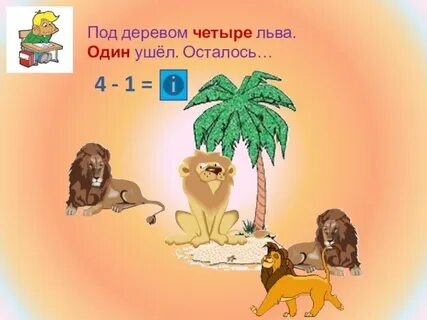 Под деревом четыре льва.
Один ушёл. Осталось…
4 - 1 = i